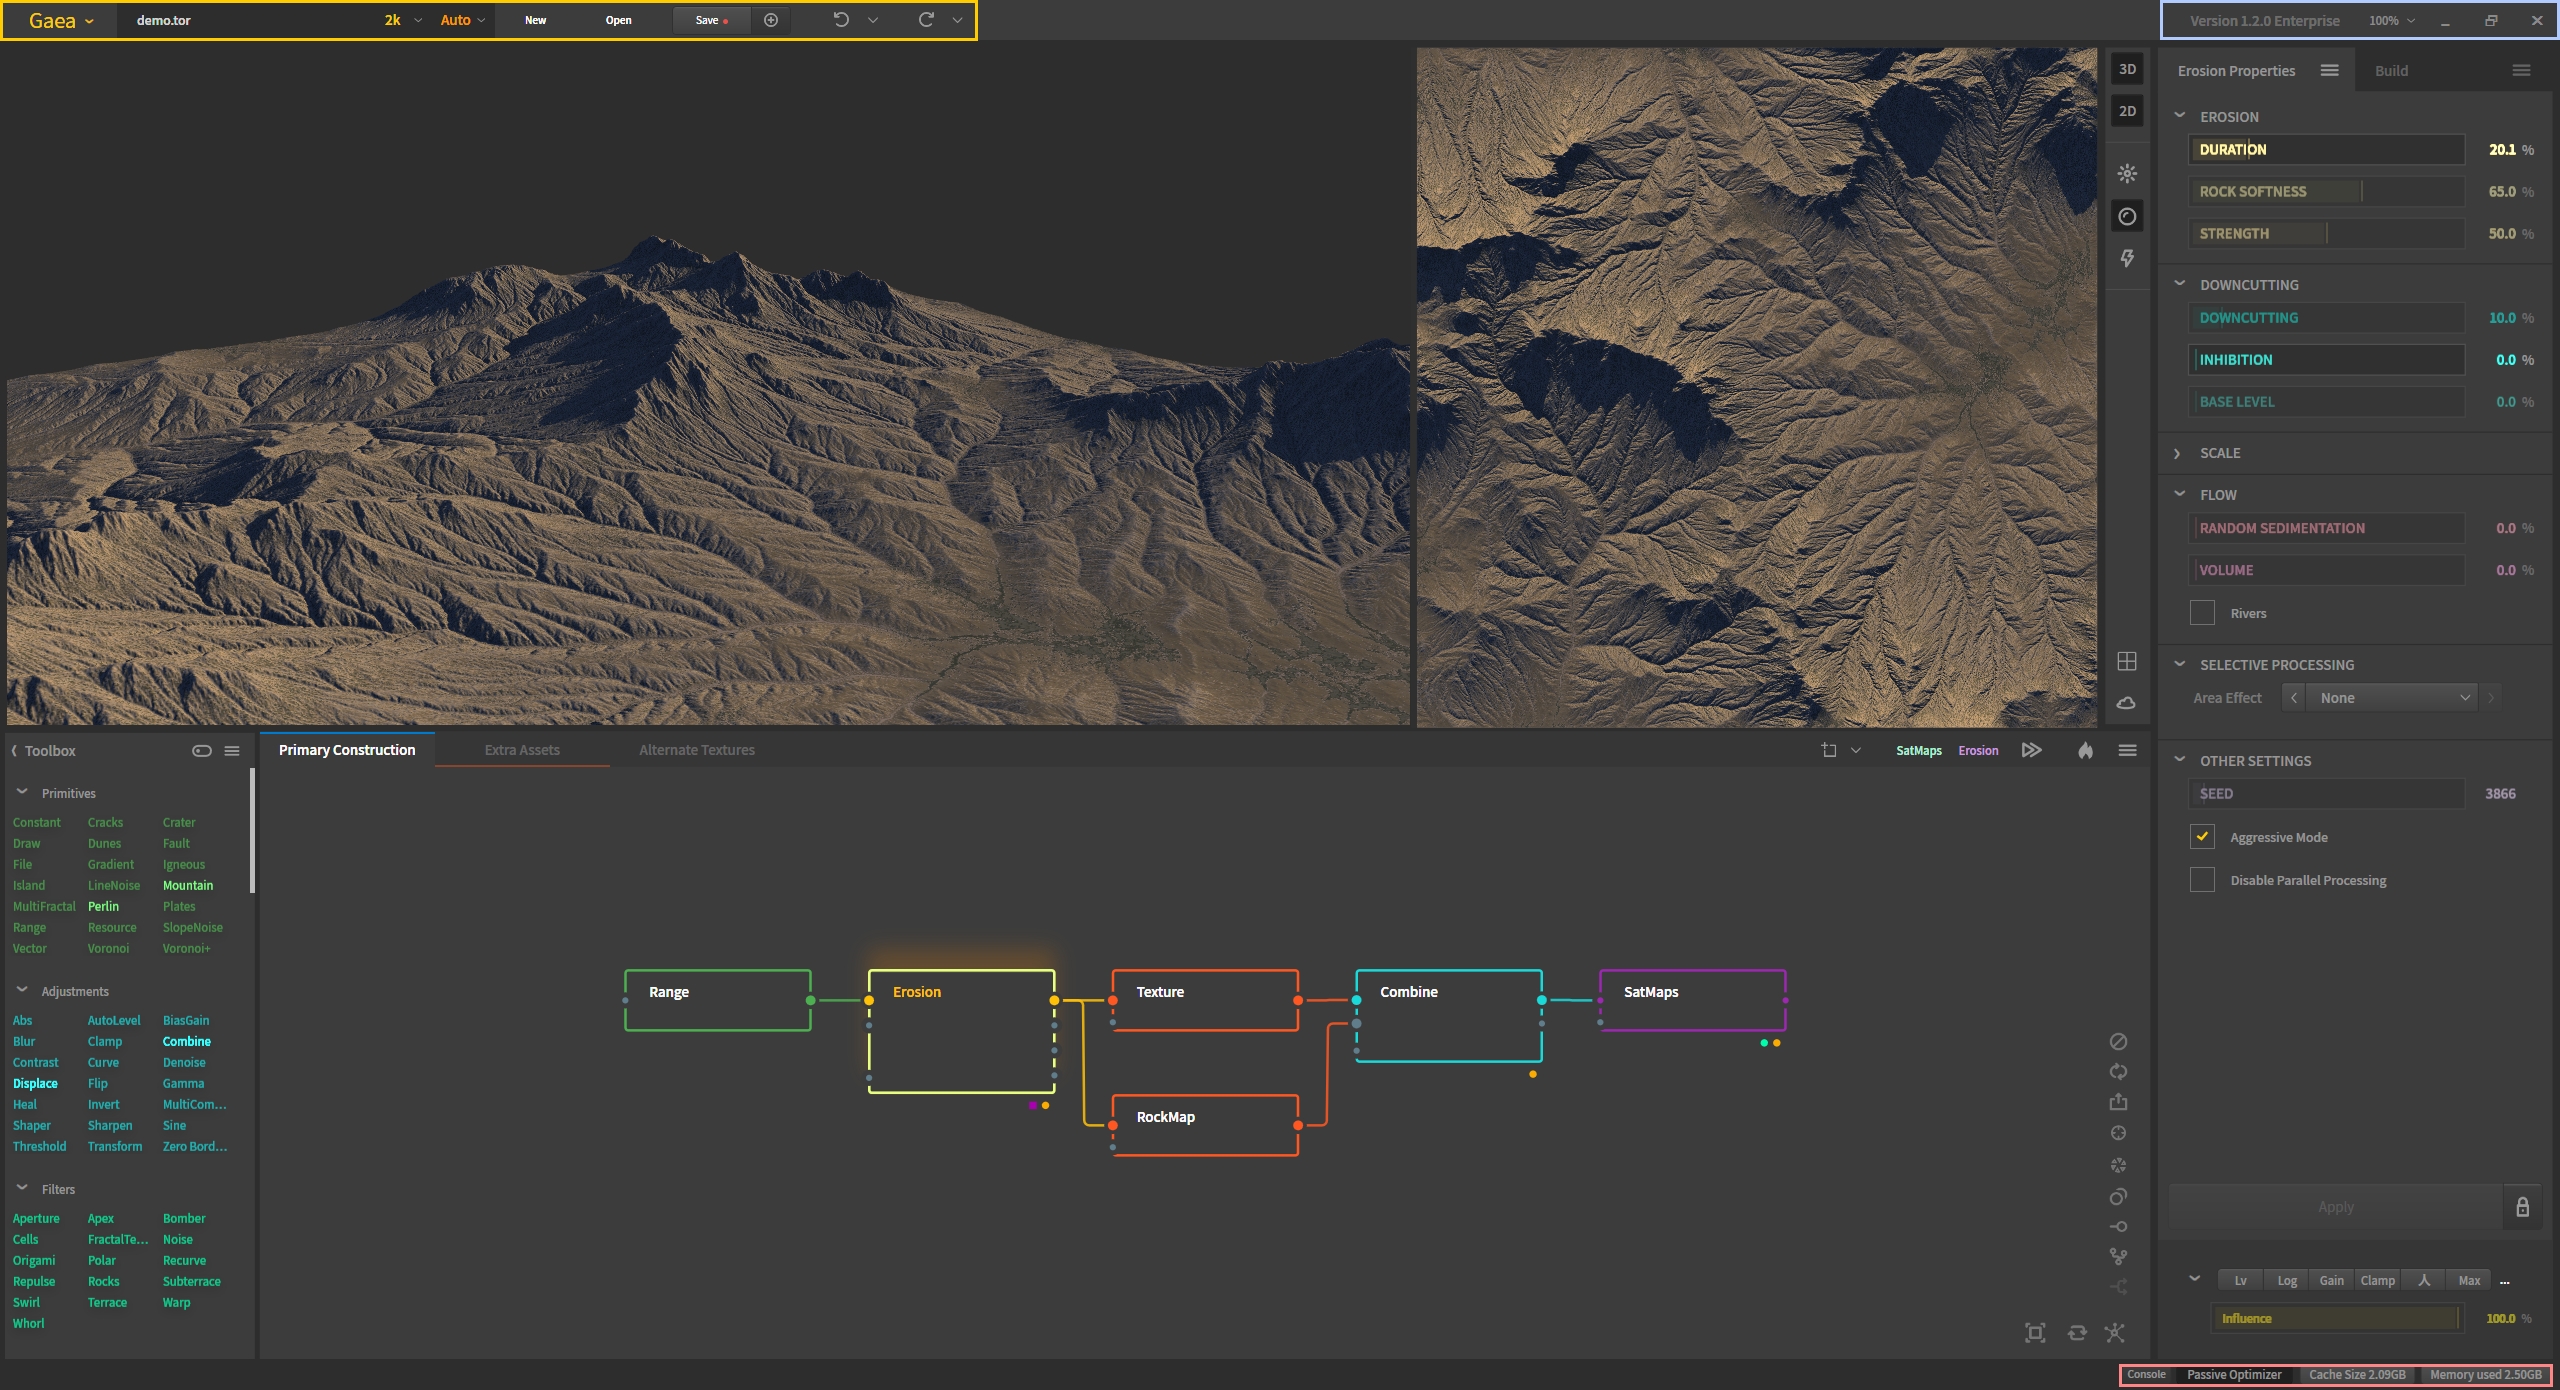 Gaea demo.tor 2k Auto New Open Save Version 1.2.0 Enterprise 100%
3D
2D
Erosion Properties Build
EROSION
DURATION 20.1 %
ROCK SOFTNESS 65.0 %
STRENGTH 50.0 %
DOWNCUTTING
DOWNCUTTING 10.0 %
INHIBITION 0.0 %
BASE LEVEL 0.0 %
SCALE
FLOW
RANDOM SEDIMENTATION 0.0 %
VOLUME 0.0 %
Rivers
SELECTIVE PROCESSING
Area Effect None
OTHER SETTINGS
SEED 3866
Aggressive Mode
Disable Parallel Processing
Apply
Lv Log Gain Clamp 人 Max ...
Influence 100.0 %
Toolbox
Primitives
Constant Cracks Crater
Draw Dunes Fault
File Gradient Igneous
Island LineNoise Mountain
MultiFractal Perlin Plates
Range Resource SlopeNoise
Vector Voronoi Voronoi+
Adjustments
Abs AutoLevel BiasGain
Blur Clamp Combine
Contrast Curve Denoise
Displace Flip Gamma
Heal Invert MultiCom...
Shaper Sharpen Sine
Threshold Transform Zero Bord...
Filters
Aperture Apex Bomber
Cells FractalTe... Noise
Origami Polar Recurve
Repulse Rocks Subterrace
Swirl Terrace Warp
Whorl
Primary Construction Extra Assets Alternate Textures SatMaps Erosion
Range Erosion Texture Combine SatMaps
RockMap
Console Passive Optimizer Cache Size 2.09GB Memory used 2.50GB